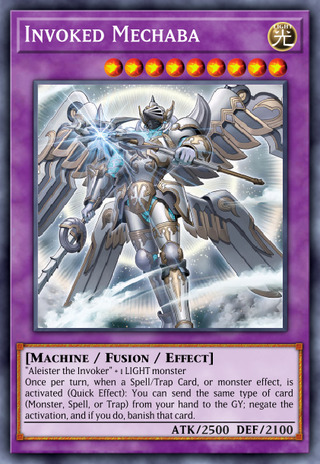 Invoked Mechaba
LIGHT
光
[Machine / Fusion / Effect]
"Aleister the Invoker" + 1 LIGHT monster
Once per turn, when a Spell/Trap Card, or monster effect, is
activated (Quick Effect): You can send the same type of card
(Monster, Spell, or Trap) from your hand to the GY; negate
the activation, and if you do, banish that card.
ATK/2500 DEF/2100